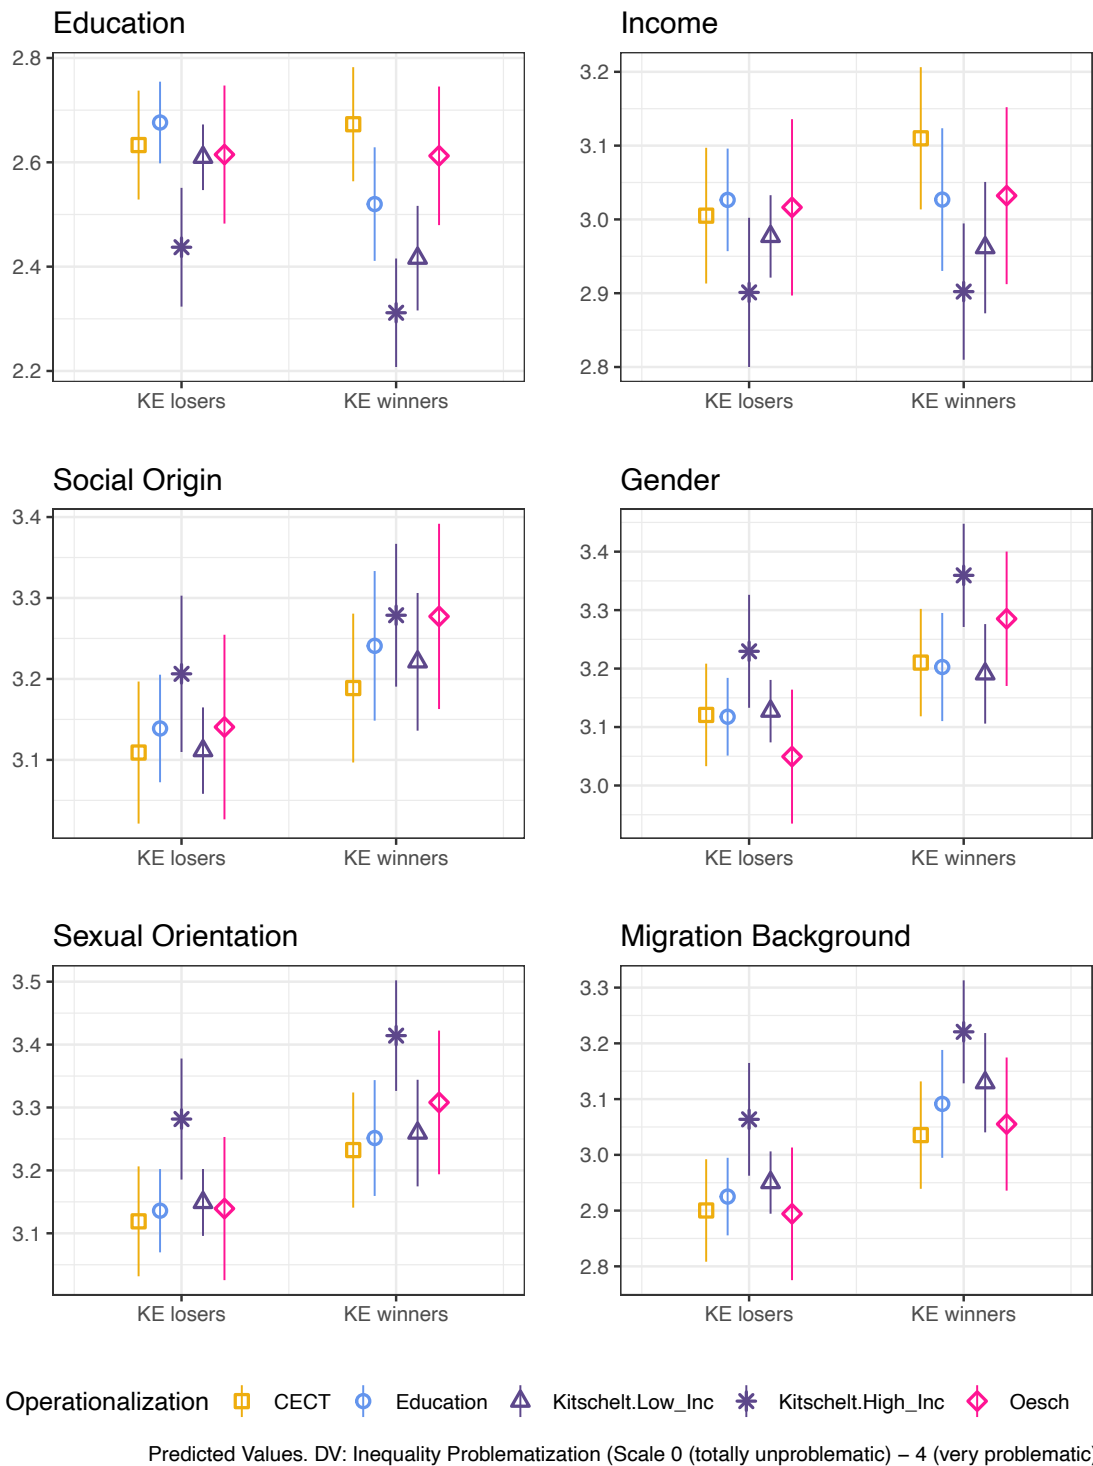 Education
2.8
2.6
2.4
2.2
KE losers KE winners
Income
3.2
3.1
3.0
2.9
2.8
KE losers KE winners
Social Origin
3.4
3.3
3.2
3.1
KE losers KE winners
Gender
3.4
3.3
3.2
3.1
3.0
KE losers KE winners
Sexual Orientation
3.5
3.4
3.3
3.2
3.1
KE losers KE winners
Migration Background
3.3
3.2
3.1
3.0
2.9
2.8
KE losers KE winners
Operationalization CECT Education Kitschelt.Low_Inc Kitschelt.High_Inc Oesch
Predicted Values. DV: Inequality Problematization (Scale 0 (totally unproblematic) – 4 (very problematic)